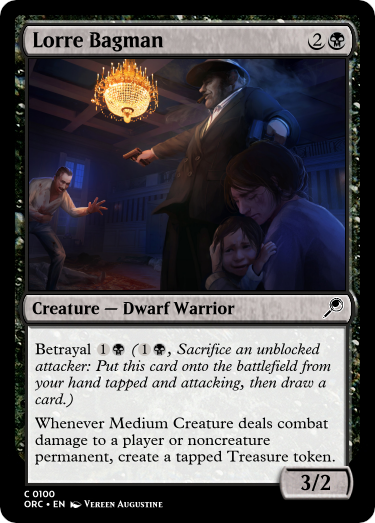 Lorre Bagman 2
Creature — Dwarf Warrior
Betrayal 1 (1, Sacrifice an unblocked
attacker: Put this card onto the battlefield from
your hand tapped and attacking, then draw a
card.)
Whenever Medium Creature deals combat
damage to a player or noncreature
permanent, create a tapped Treasure token.
3/2
C 0100
ORC • EN VEREEN AUGUSTINE